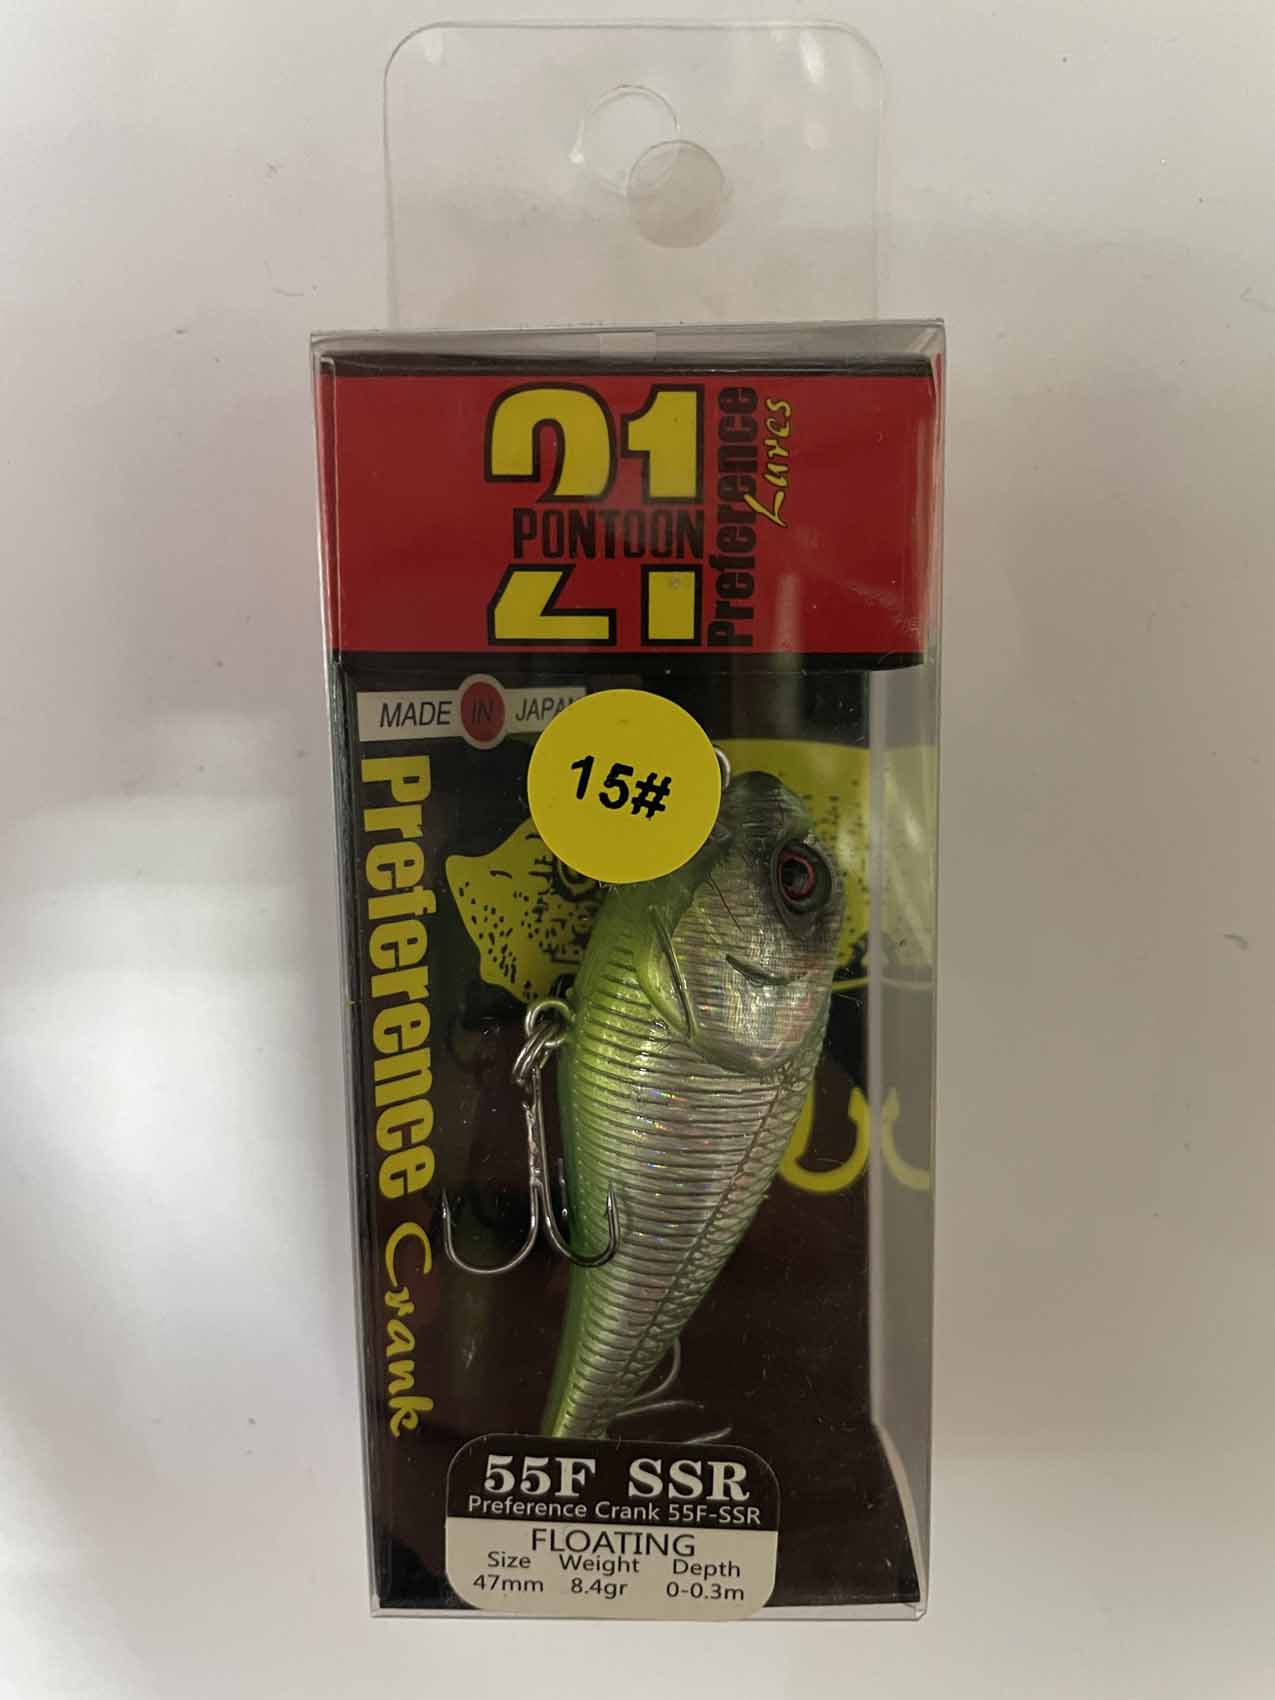 21
PONTOON
Preference
Lures
MADE IN JAPAN
15#
Preference Crank
55F SSR
Preference Crank 55F-SSR
FLOATING
Size Weight Depth
47mm 8.4gr 0-0.3m